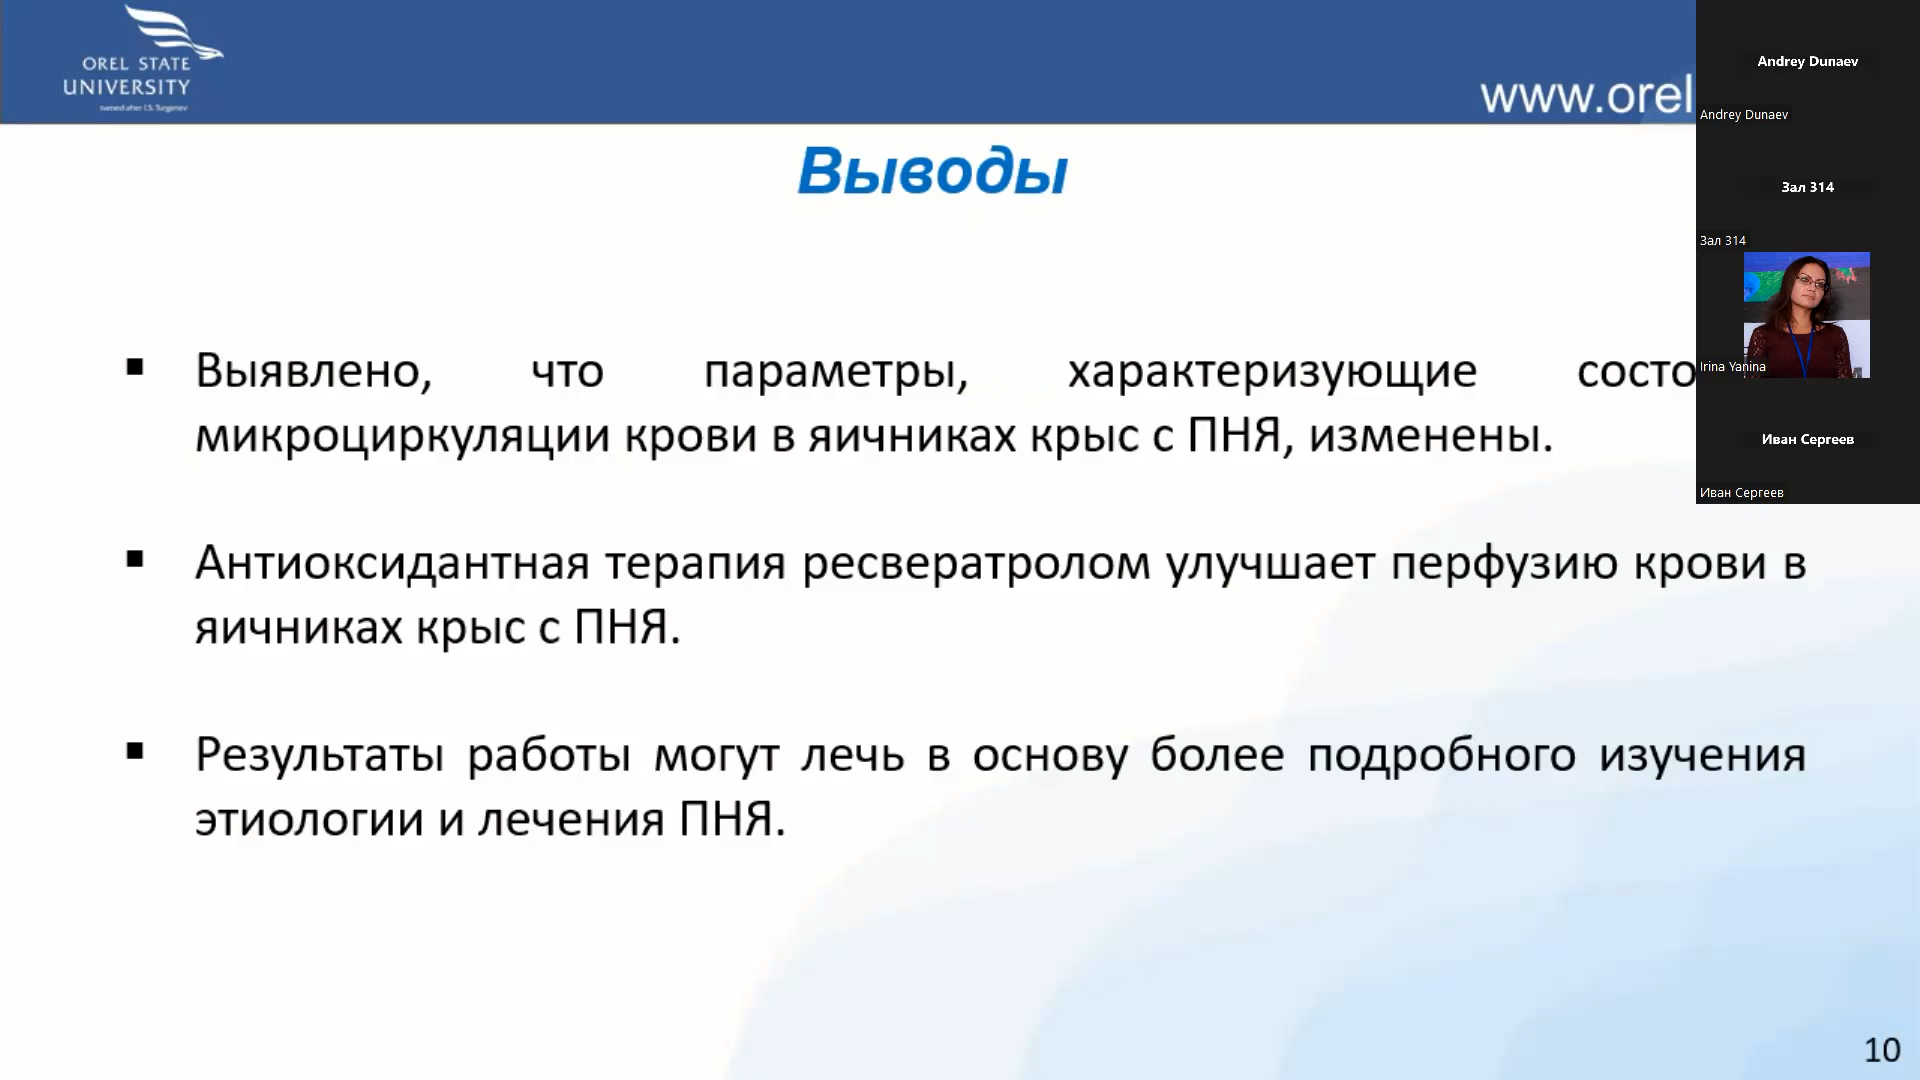 OREL STATE
UNIVERSITY
named after I.S. Turgenev
www.orel
Выводы
▪ Выявлено, что параметры, характеризующие состо
микроциркуляции крови в яичниках крыс с ПНЯ, изменены.
▪ Антиоксидантная терапия ресвератролом улучшает перфузию крови в
яичниках крыс с ПНЯ.
▪ Результаты работы могут лечь в основу более подробного изучения
этиологии и лечения ПНЯ.
10
Andrey Dunaev
Andrey Dunaev
Зал 314
Зал 314
Irina Yanina
Иван Сергеев
Иван Сергеев